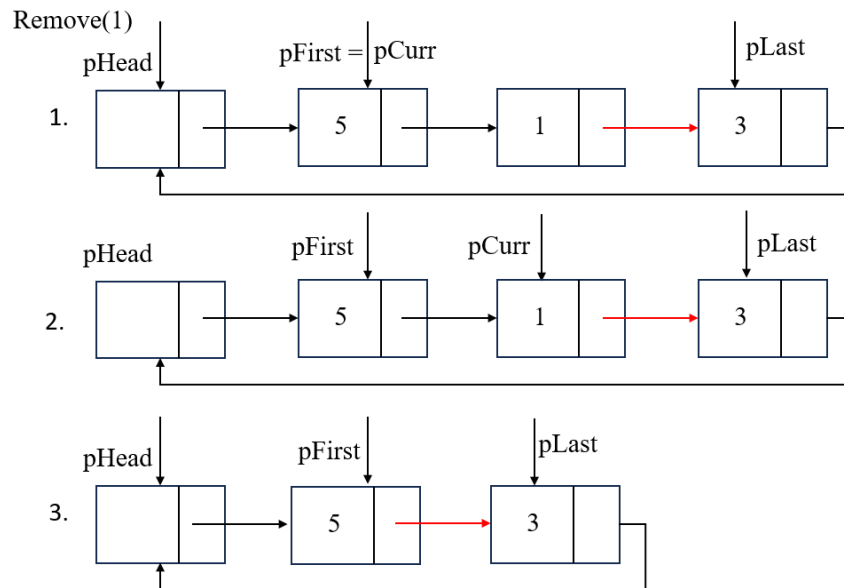 Remove(1)
pHead
pFirst = pCurr
pLast
1.
5
1
3
pHead
pFirst
pCurr
pLast
2.
5
1
3
pHead
pFirst
pLast
3.
5
3